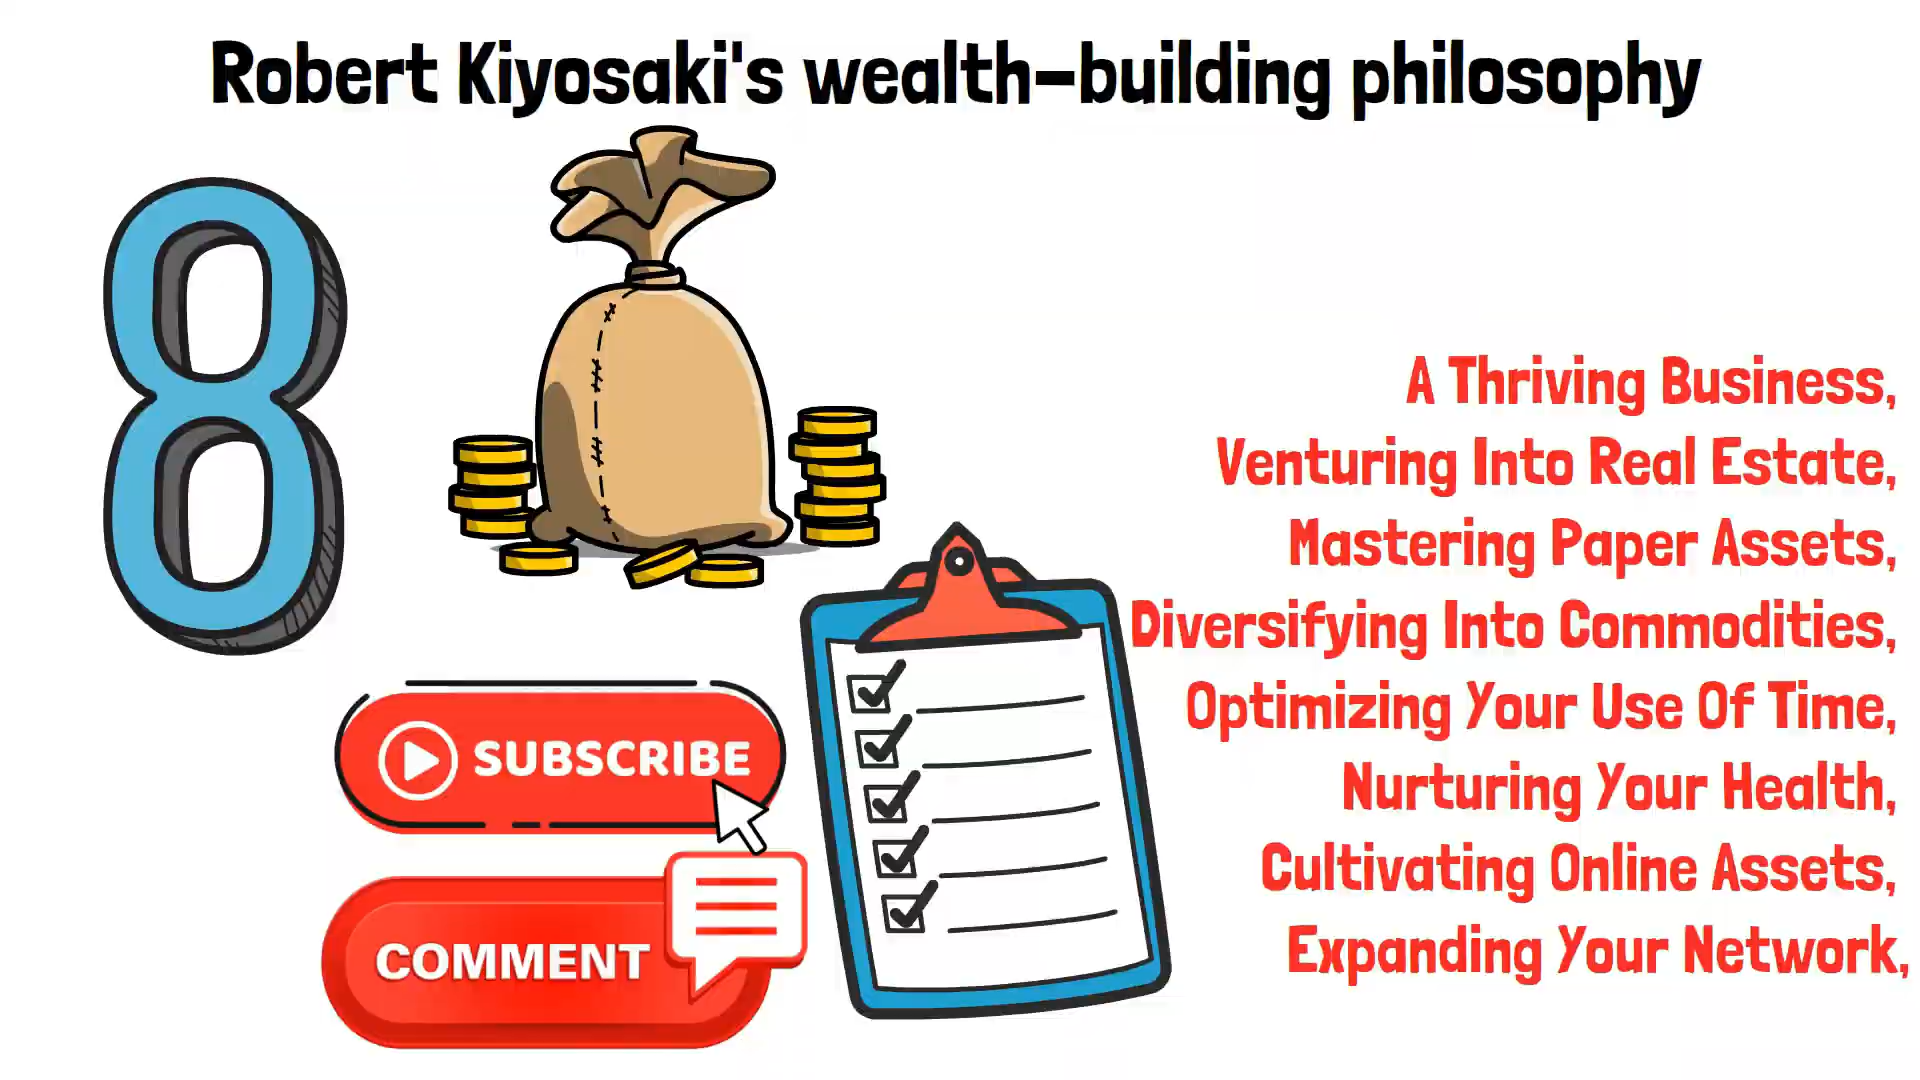 Robert Kiyosaki's wealth-building philosophy
8
A Thriving Business,
Venturing Into Real Estate,
Mastering Paper Assets,
Diversifying Into Commodities,
Optimizing Your Use Of Time,
Nurturing Your Health,
Cultivating Online Assets,
Expanding Your Network,
SUBSCRIBE
COMMENT